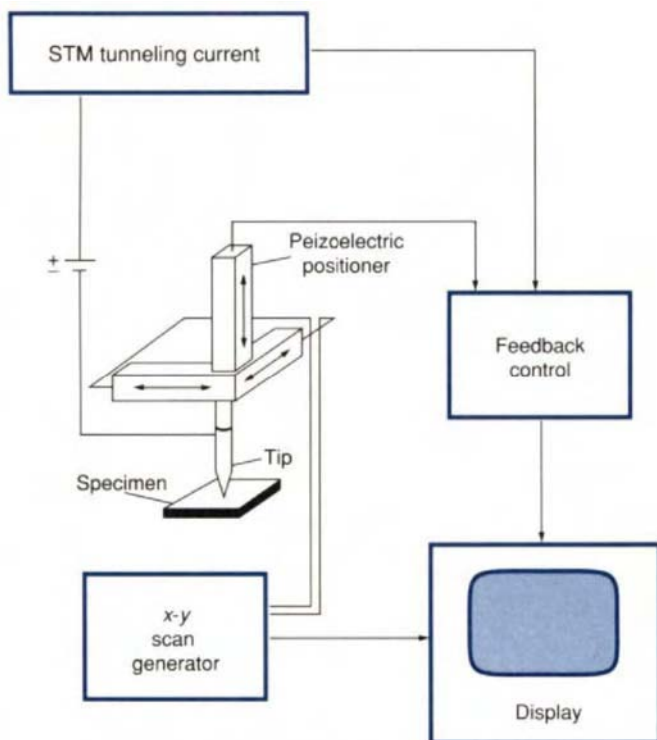 STM tunneling current
±
Peizoelectric
positioner
Feedback
control
Tip
Specimen
x-y
scan
generator
Display